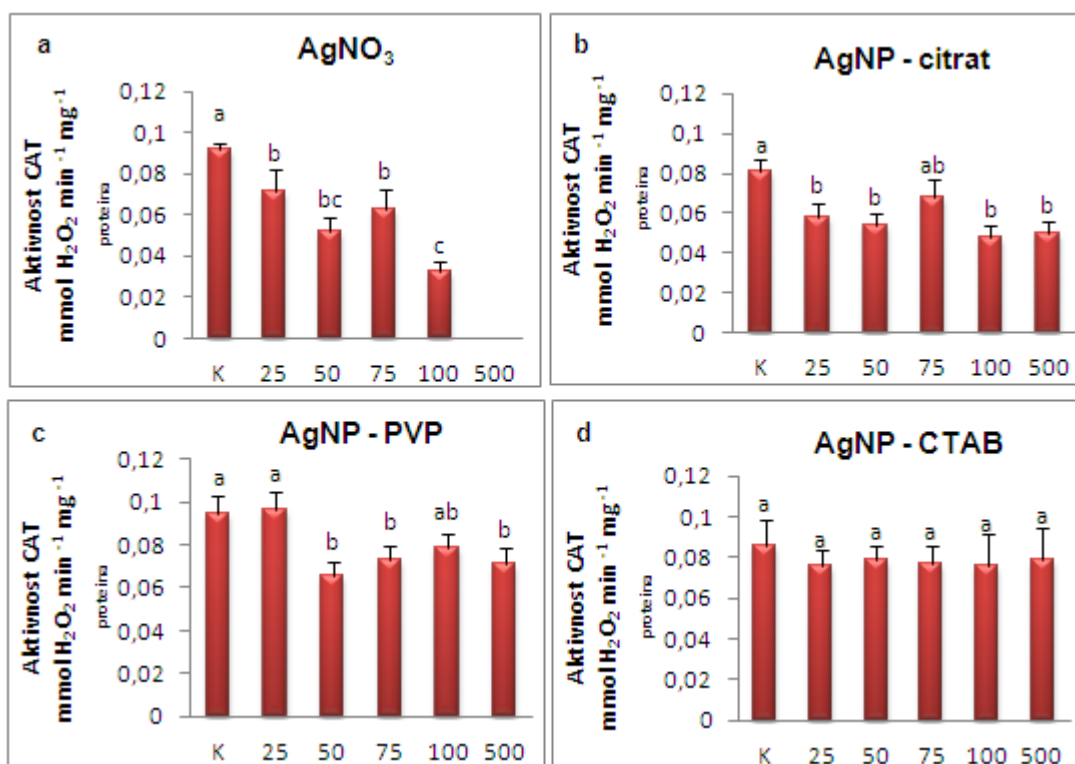 a
AgNO₃
Aktivnost CAT
mmol H₂O₂ min⁻¹ mg⁻¹
proteina
0,12
0,1
0,08
0,06
0,04
0,02
0
a
b
bc
b
c
K 25 50 75 100 500
b
AgNP - citrat
Aktivnost CAT
mmol H₂O₂ min⁻¹ mg⁻¹
proteina
0,12
0,1
0,08
0,06
0,04
0,02
0
a
b
b
ab
b
b
K 25 50 75 100 500
c
AgNP - PVP
Aktivnost CAT
mmol H₂O₂ min⁻¹ mg⁻¹
proteina
0,12
0,1
0,08
0,06
0,04
0,02
0
a
a
b
b
ab
b
K 25 50 75 100 500
d
AgNP - CTAB
Aktivnost CAT
mmol H₂O₂ min⁻¹ mg⁻¹
proteina
0,12
0,1
0,08
0,06
0,04
0,02
0
a
a
a
a
a
a
K 25 50 75 100 500